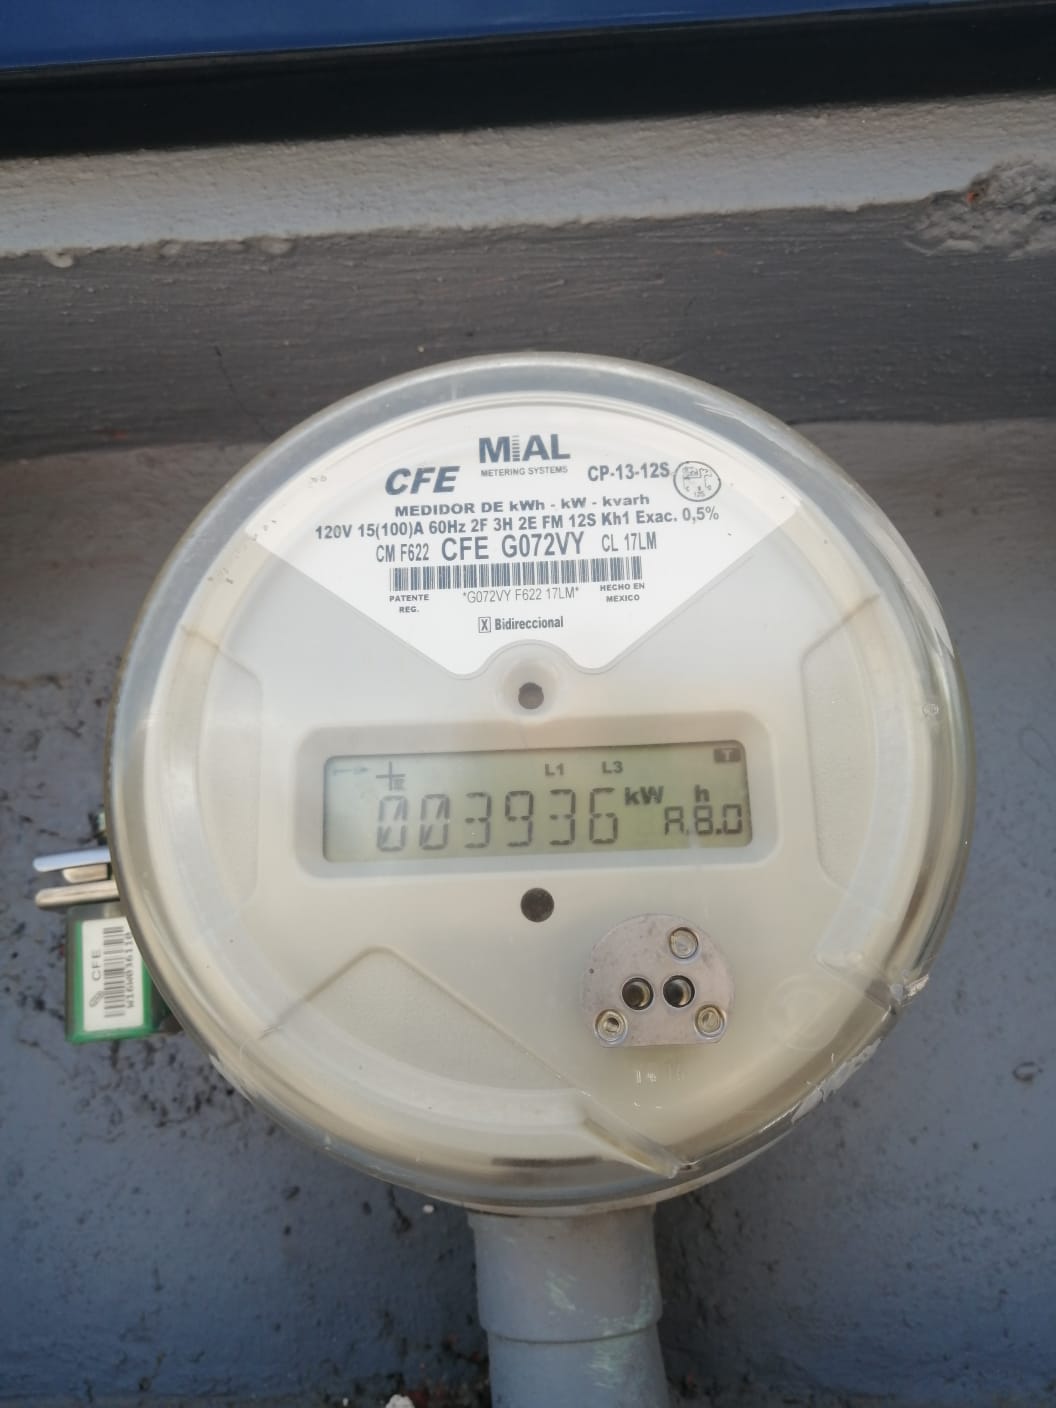 MIAL
METERING SYSTEMS
CFE
CP-13-12S
MEDIDOR DE kWh - kW - kvarh
120V 15(100)A 60Hz 2F 3H 2E FM 12S Kh1 Exac. 0,5%
CM F622 CFE G072VY CL 17LM
PATENTE REG.
*G072VY F622 17LM*
HECHO EN MEXICO
X Bidireccional
L1 L3 T
003936 kW h A.8.0
CFE
W16W036110